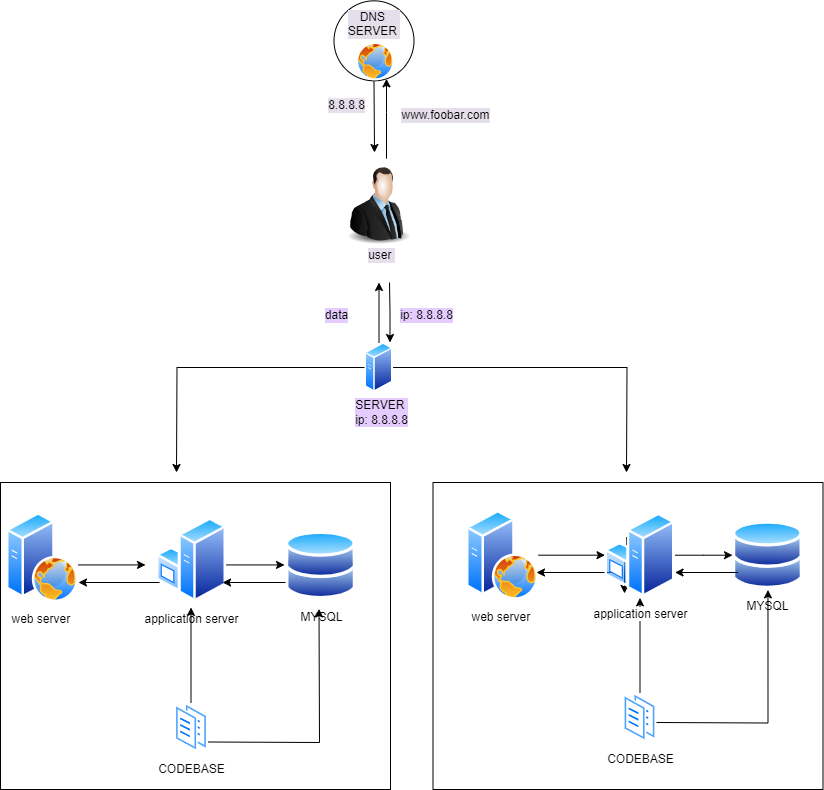 DNS
SERVER
8.8.8.8
www.foobar.com
user
data
ip: 8.8.8.8
SERVER
ip: 8.8.8.8
web server
application server
MYSQL
CODEBASE
web server
application server
MYSQL
CODEBASE